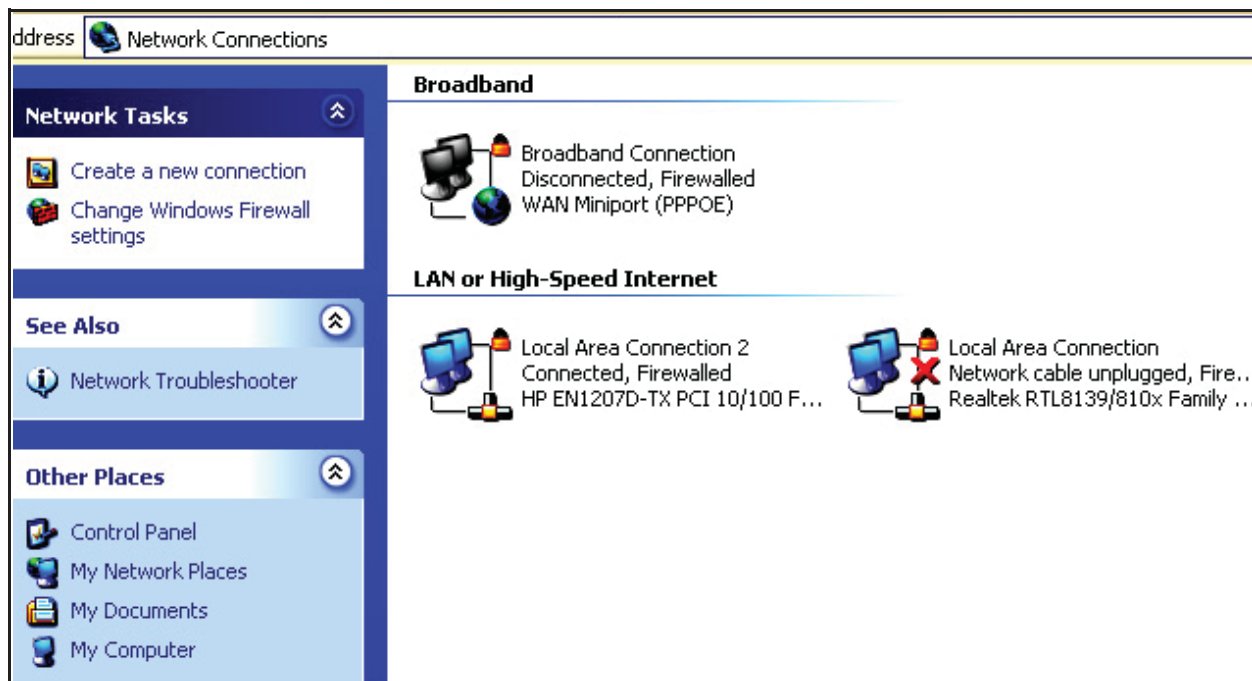 ddress Network Connections
Network Tasks
Create a new connection
Change Windows Firewall
settings
See Also
Network Troubleshooter
Other Places
Control Panel
My Network Places
My Documents
My Computer
Broadband
Broadband Connection
Disconnected, Firewalled
WAN Miniport (PPPOE)
LAN or High-Speed Internet
Local Area Connection 2
Connected, Firewalled
HP EN1207D-TX PCI 10/100 F...
Local Area Connection
Network cable unplugged, Fire...
Realtek RTL8139/810x Family ...